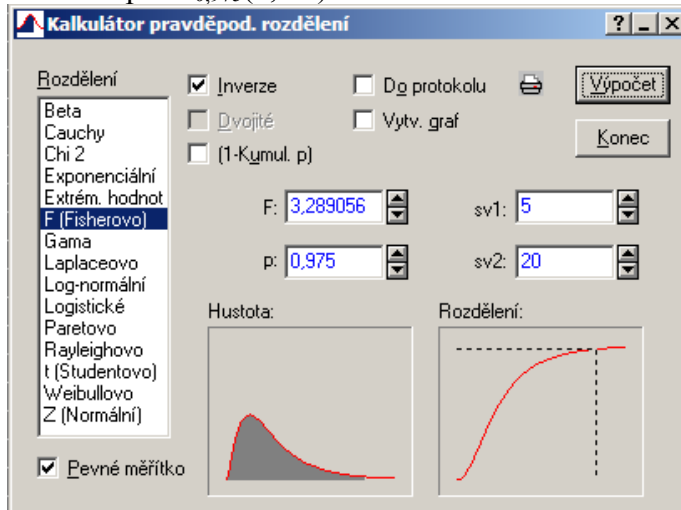 Kalkulátor pravděpod. rozdělení
Rozdělení
Beta
Cauchy
Chi 2
Exponenciální
Extrém. hodnot
F (Fisherovo)
Gama
Laplaceovo
Log-normální
Logistické
Paretovo
Rayleighovo
t (Studentovo)
Weibullovo
Z (Normální)
Pevné měřítko
Inverze
Dvojité
(1-Kumul. p)
Do protokolu
Vytv. graf
Výpočet
Konec
F: 3,289056
sv1: 5
p: 0,975
sv2: 20
Hustota:
Rozdělení: